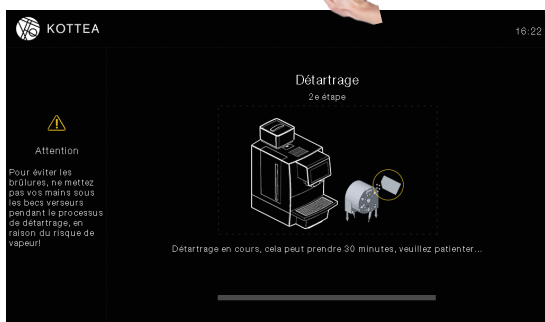 KOTTEA
16:22
Détartrage
2e étape
Attention
Pour éviter les
brûlures, ne mettez
pas vos mains sous
les becs verseurs
pendant le processus
de détartrage, en
raison du risque de
vapeur!
Détartrage en cours, cela peut prendre 30 minutes, veuillez patienter...